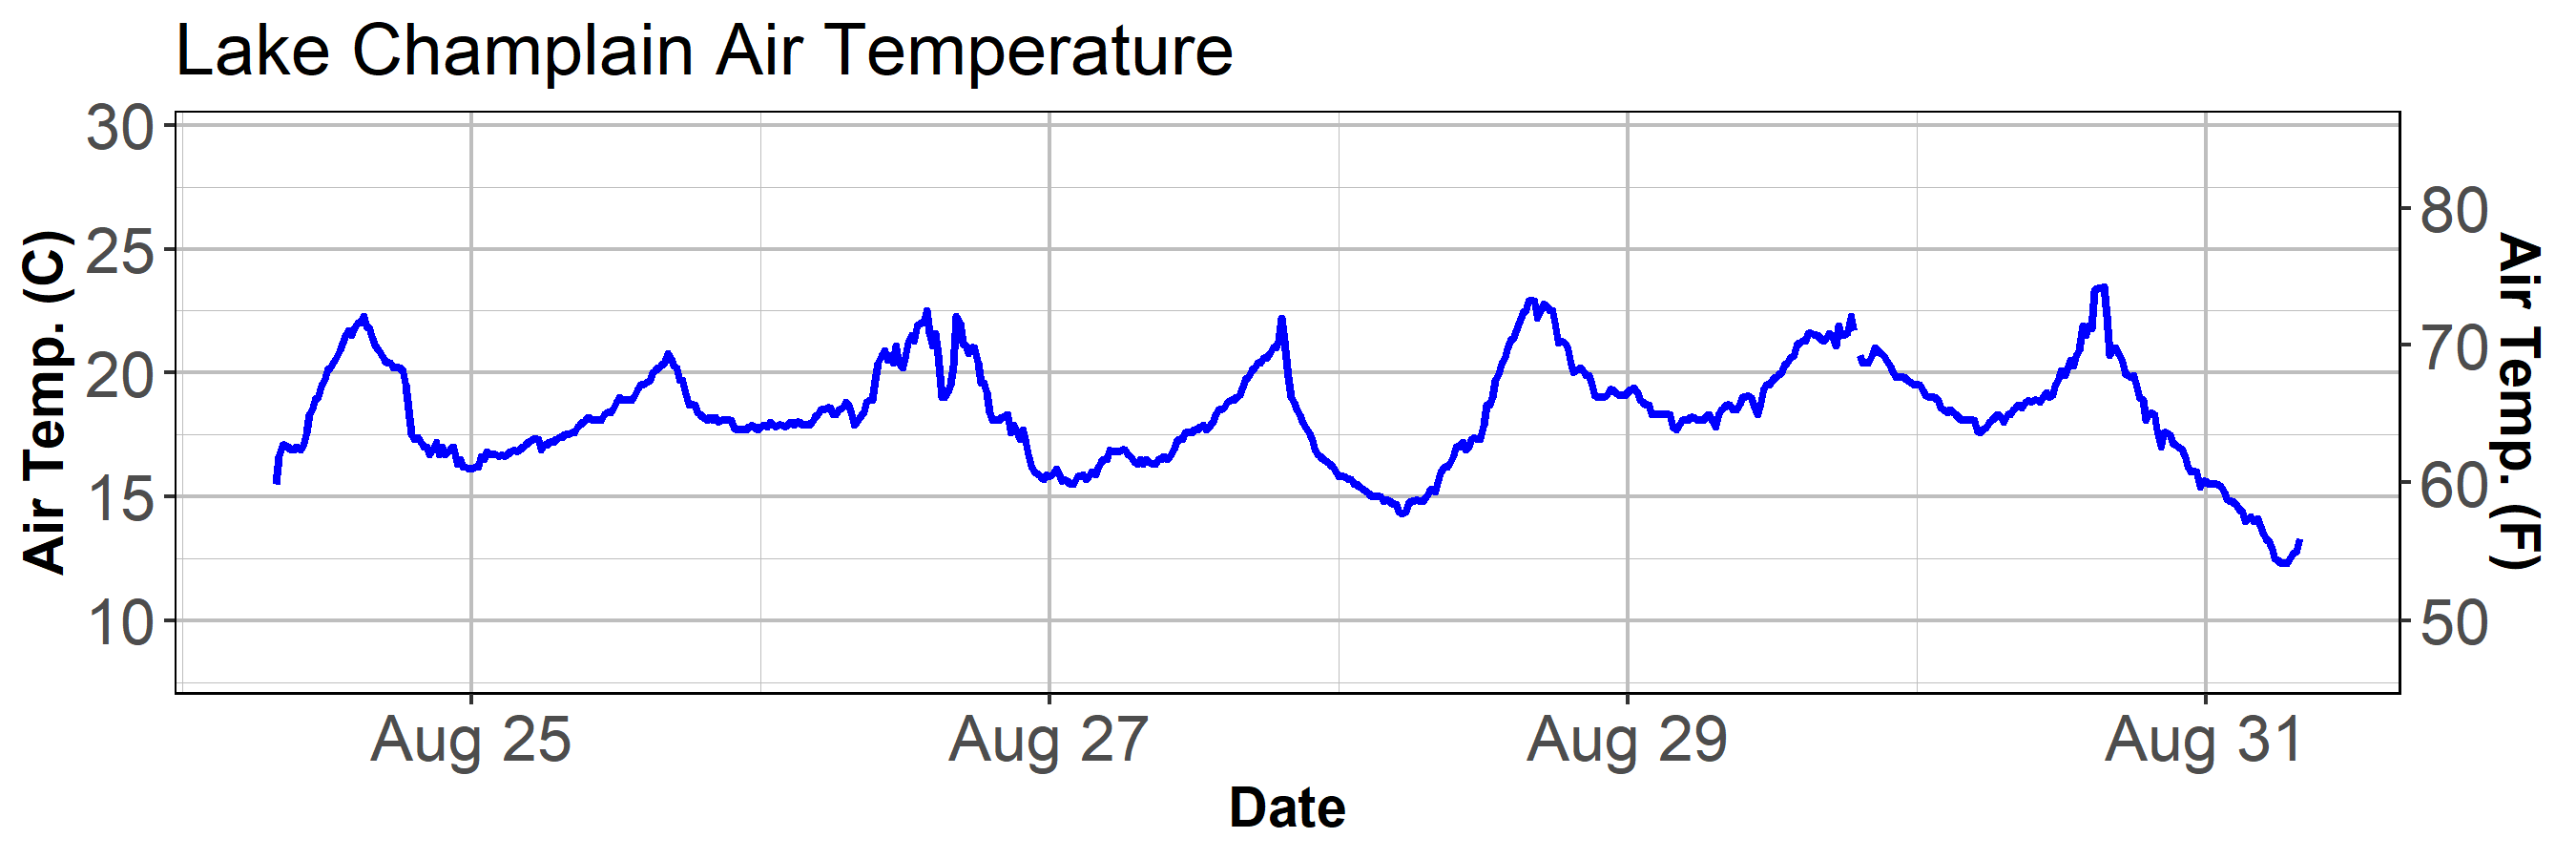 Lake Champlain Air Temperature
Air Temp. (C)
30
25
20
15
10
80
70
60
50
Air Temp. (F)
Aug 25
Aug 27
Aug 29
Aug 31
Date